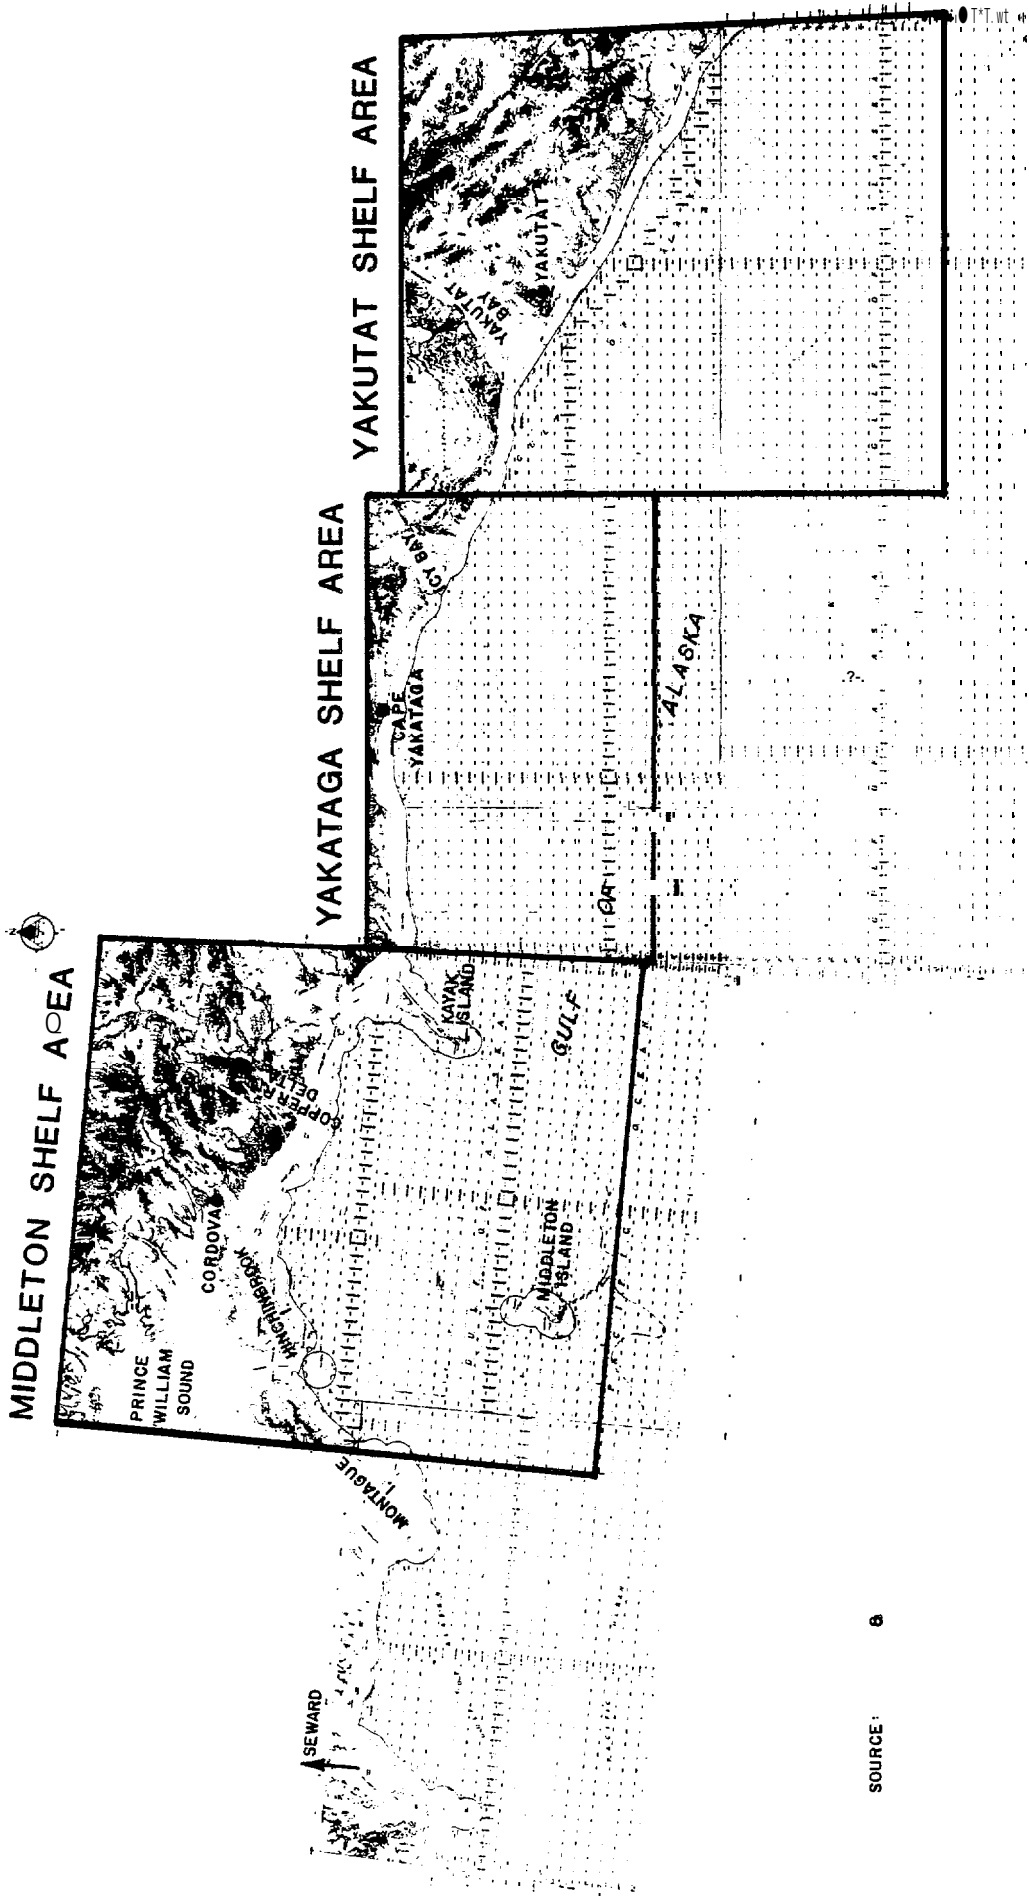 MIDDLETON SHELF AREA
YAKATAGA SHELF AREA
YAKUTAT SHELF AREA
N
PRINCE
WILLIAM
SOUND
CORDOVA
HINCHINBROOK
I.
COPPER R.
DELTA
KAYAK
ISLAND
MIDDLETON
ISLAND
MONTAGUE
I.
SEWARD
CAPE
YAKATAGA
ICY BAY
YAKUTAT
BAY
YAKUTAT
GULF
OF
ALASKA
SOURCE:
&